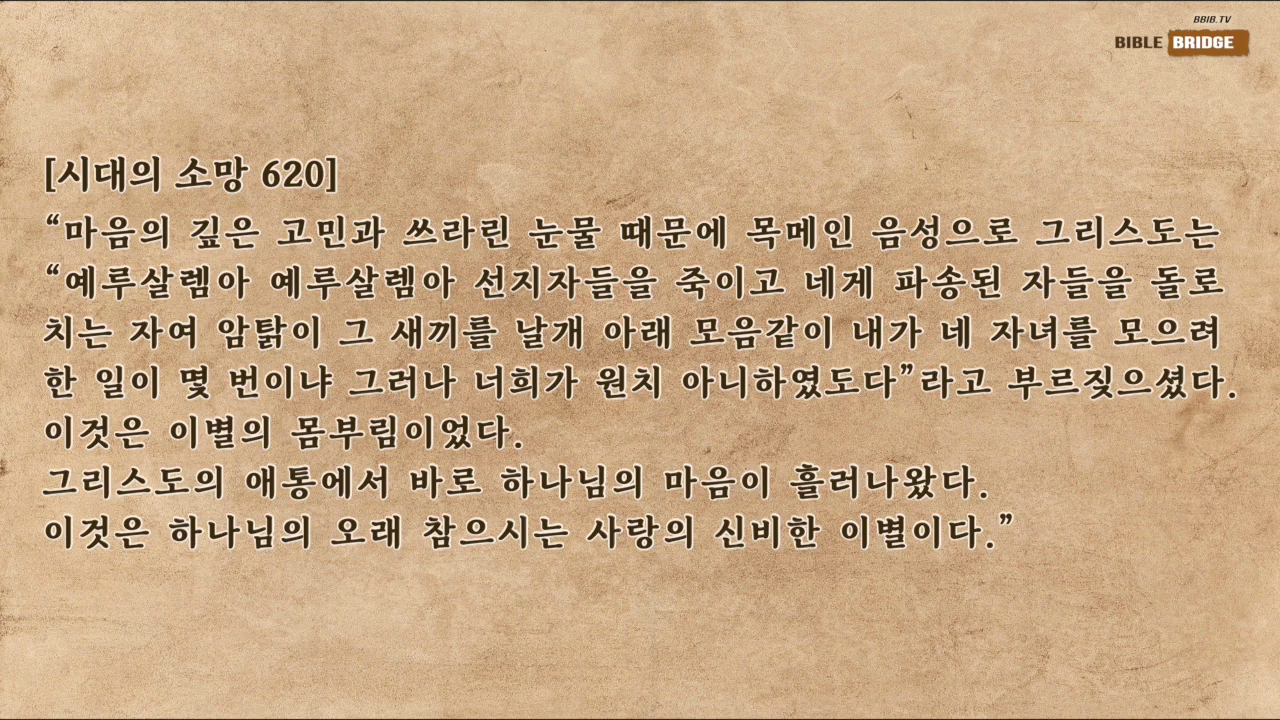 BBIB.TV
BIBLE BRIDGE
[시대의 소망 620]
“마음의 깊은 고민과 쓰라린 눈물 때문에 목메인 음성으로 그리스도는
“예루살렘아 예루살렘아 선지자들을 죽이고 네게 파송된 자들을 돌로
치는 자여 암탉이 그 새끼를 날개 아래 모음같이 내가 네 자녀를 모으려
한 일이 몇 번이냐 그러나 너희가 원치 아니하였도다”라고 부르짖으셨다.
이것은 이별의 몸부림이었다.
그리스도의 애통에서 바로 하나님의 마음이 흘러나왔다.
이것은 하나님의 오래 참으시는 사랑의 신비한 이별이다.”